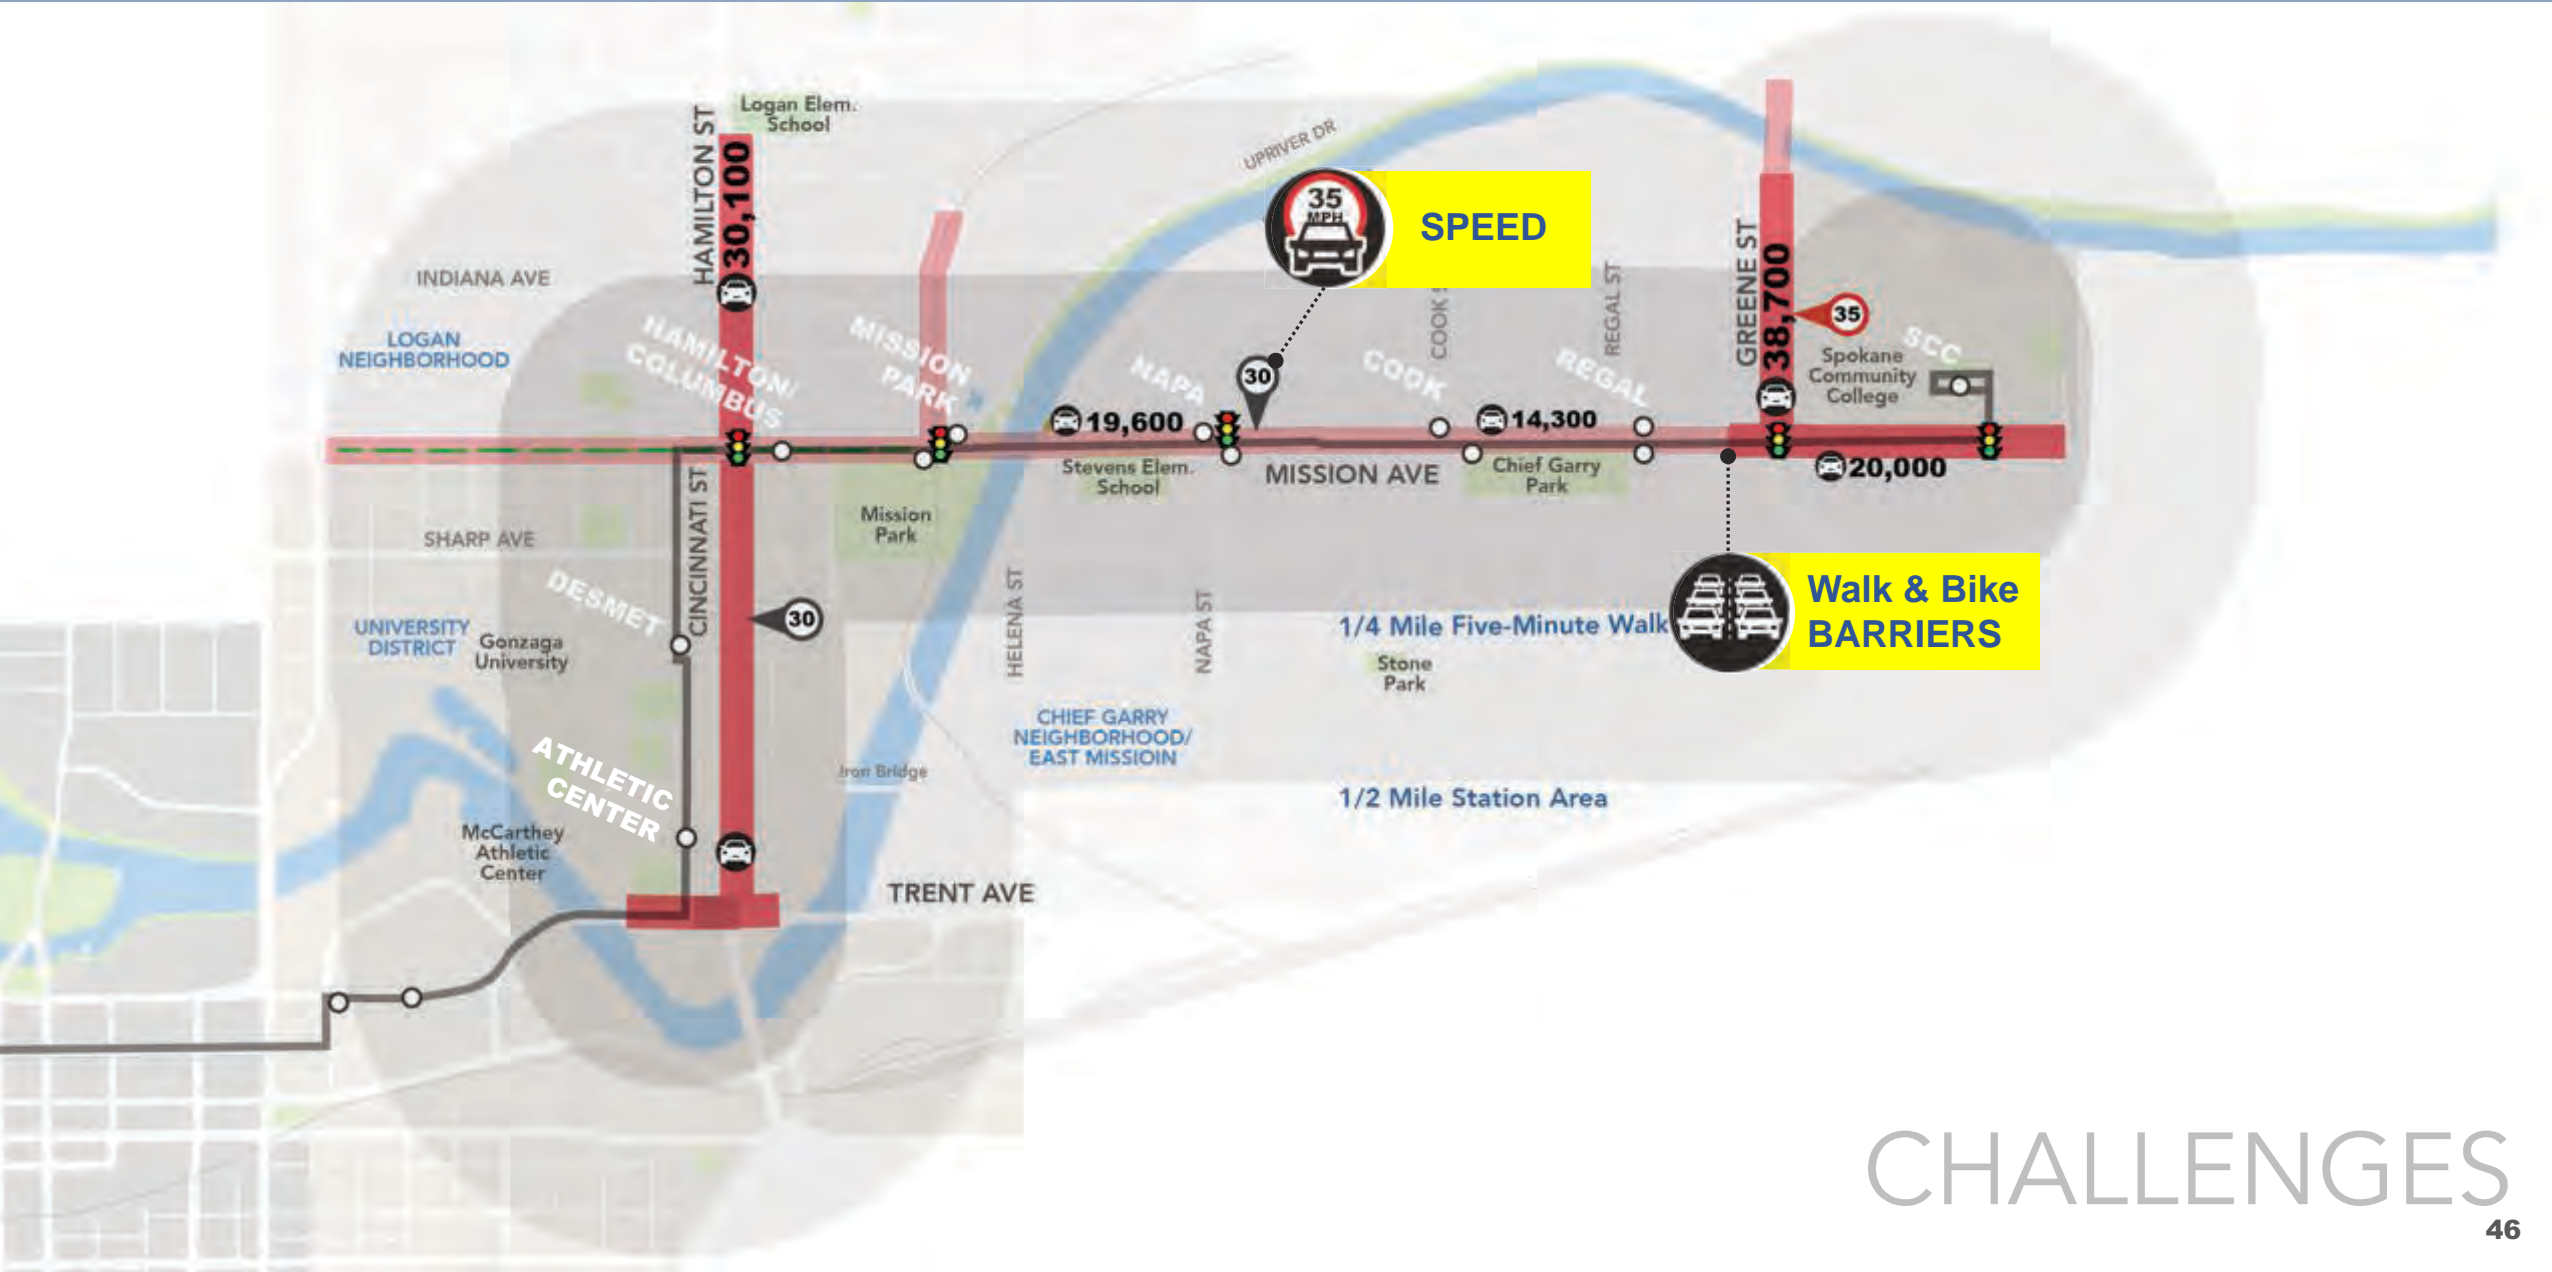 Logan Elem.
School
HAMILTON ST
30,100
UPRIVER DR
35
MPH
SPEED
INDIANA AVE
LOGAN
NEIGHBORHOOD
HAMILTON/
COLUMBUS
MISSION
PARK
NAPA
30
COOK
COOK S
REGAL
REGAL ST
GREENE ST
38,700
35
SCC
Spokane
Community
College
19,600
14,300
20,000
Stevens Elem.
School
MISSION AVE
Chief Garry
Park
Mission
Park
SHARP AVE
CINCINNATI ST
DESMET
30
UNIVERSITY
DISTRICT
Gonzaga
University
HELENA ST
NAPA ST
1/4 Mile Five-Minute Walk
Walk & Bike
BARRIERS
Stone
Park
CHIEF GARRY
NEIGHBORHOOD/
EAST MISSIOIN
Iron Bridge
ATHLETIC
CENTER
1/2 Mile Station Area
McCarthey
Athletic
Center
TRENT AVE
CHALLENGES
46